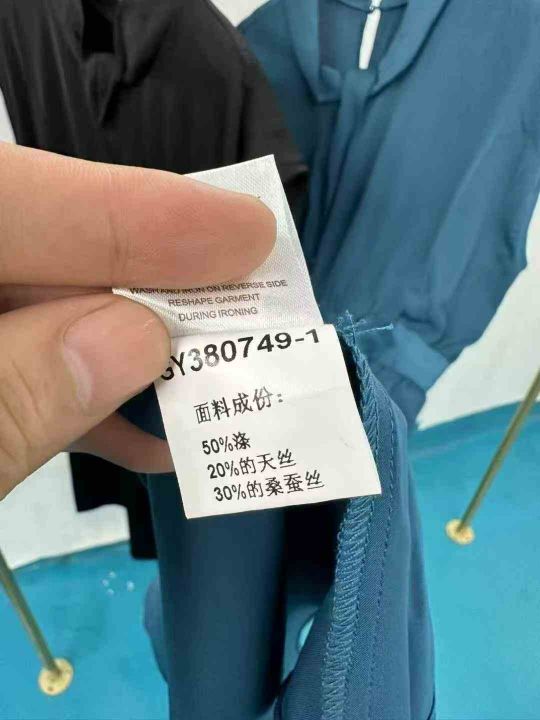 WASH AND IRON ON REVERSE SIDE
RESHAPE GARMENT
DURING IRONING
GY380749-1
面料成份：
50%涤
20%的天丝
30%的桑蚕丝